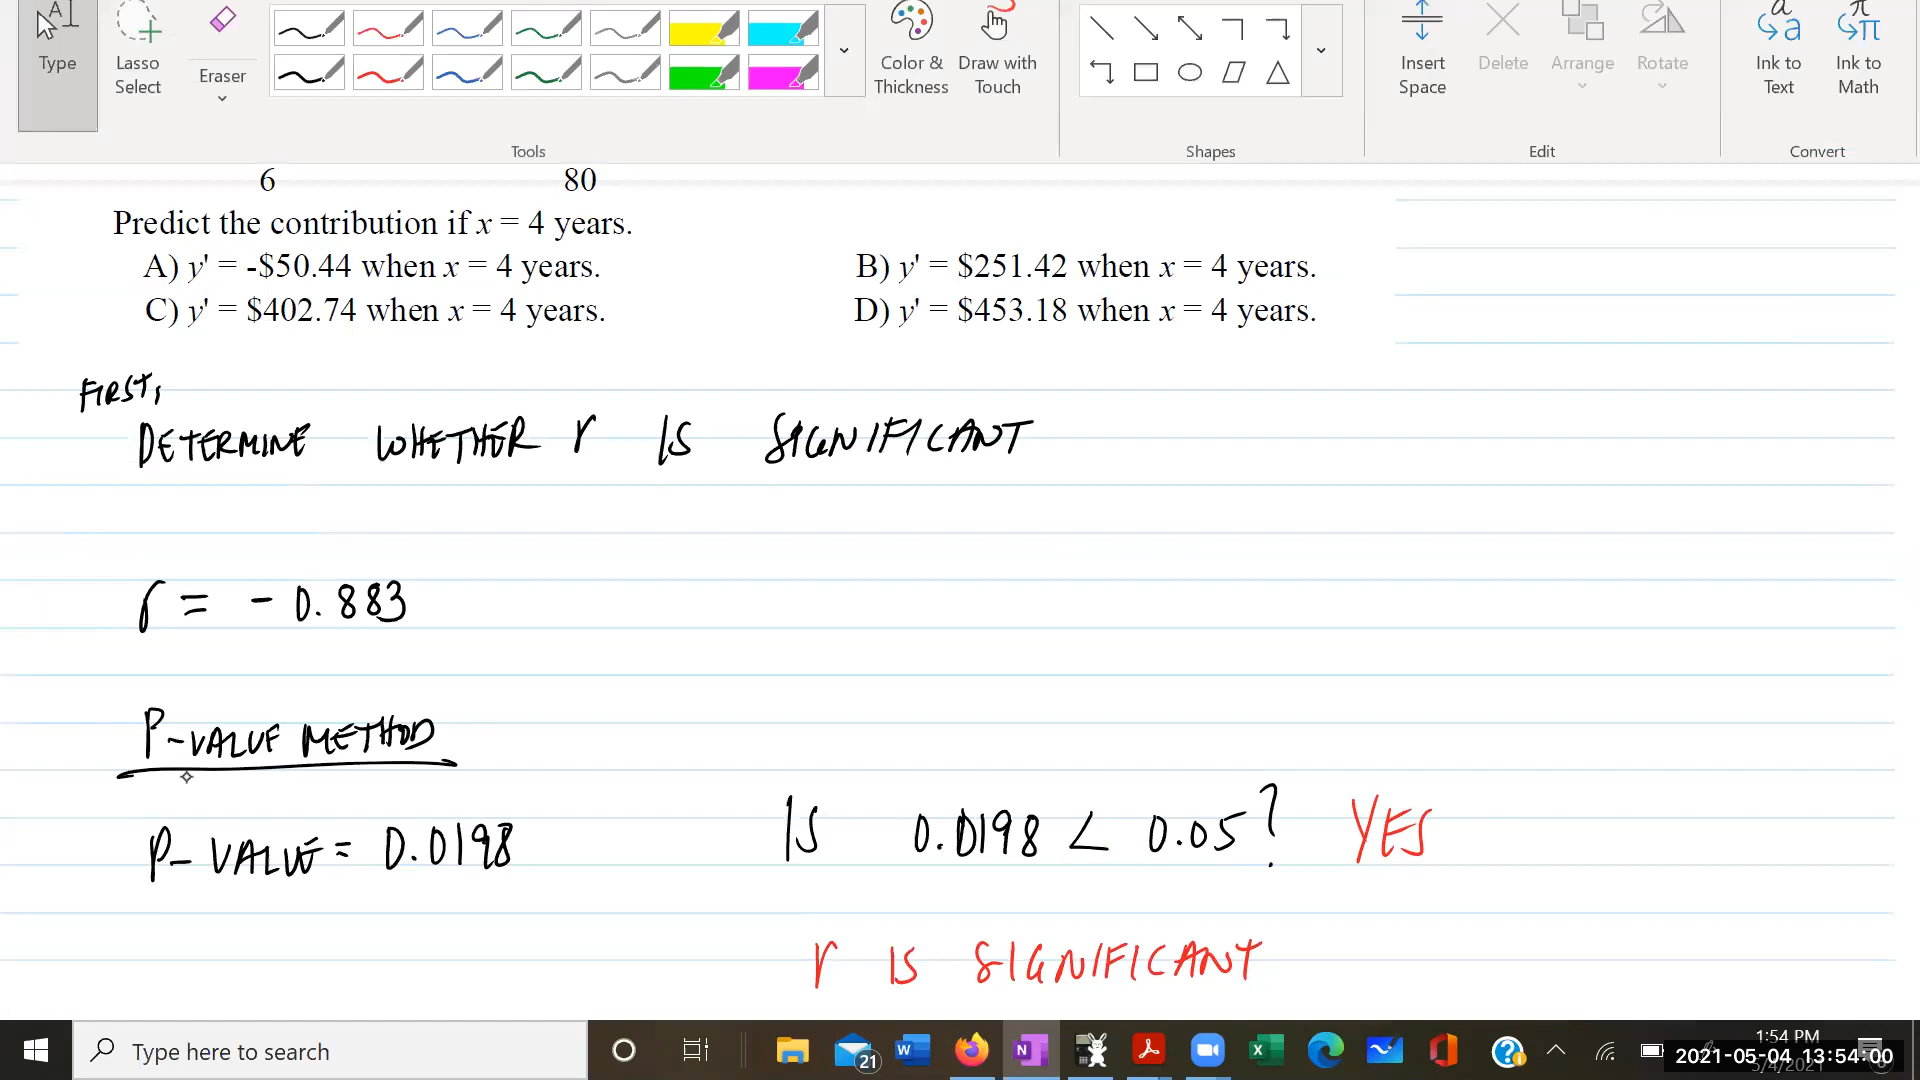 Type
Lasso Select
Eraser
Color & Thickness
Draw with Touch
Insert Space
Delete
Arrange
Rotate
Ink to Text
Ink to Math
Tools
Shapes
Edit
Convert
6 80
Predict the contribution if x = 4 years.
A) y' = -$50.44 when x = 4 years. B) y' = $251.42 when x = 4 years.
C) y' = $402.74 when x = 4 years. D) y' = $453.18 when x = 4 years.
FIRST,
DETERMINE WHETHER r IS SIGNIFICANT
r = - 0.883
P-VALUE METHOD
P-VALUE = 0.0198 IS 0.0198 < 0.05? YES
r IS SIGNIFICANT
Type here to search
21
1:54 PM
2021-05-04 13:54:00